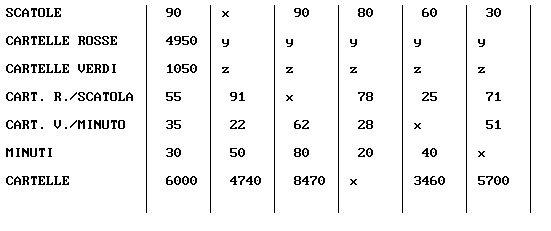 SCATOLE 90 x 90 80 60 30
CARTELLE ROSSE 4950 y y y y y
CARTELLE VERDI 1050 z z z z z
CART. R./SCATOLA 55 91 x 78 25 71
CART. V./MINUTO 35 22 62 28 x 51
MINUTI 30 50 80 20 40 x
CARTELLE 6000 4740 8470 x 3460 5700